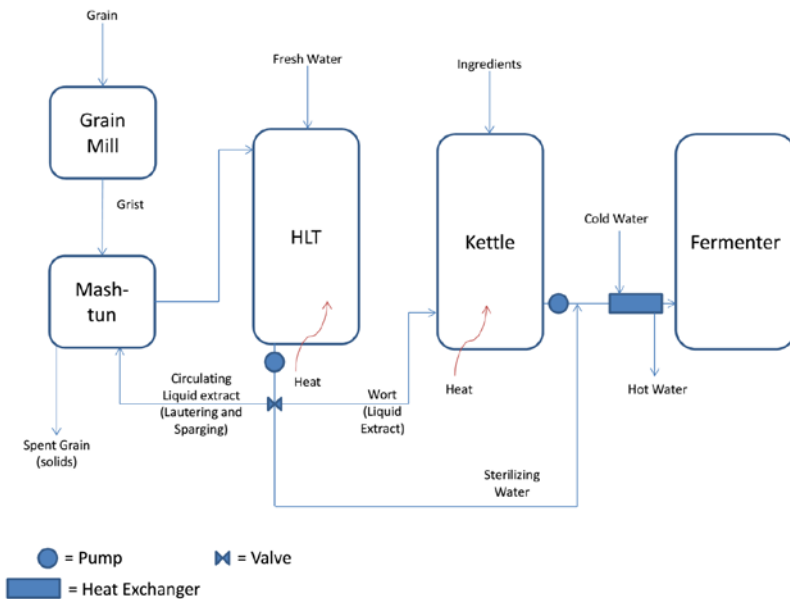 Grain
Fresh Water
Ingredients
Grain
Mill
Grist
Cold Water
HLT
Kettle
Fermenter
Mash-
tun
Circulating
Liquid extract
(Lautering and
Sparging)
Heat
Wort
(Liquid
Extract)
Heat
Hot Water
Spent Grain
(solids)
Sterilizing
Water
= Pump
= Valve
= Heat Exchanger